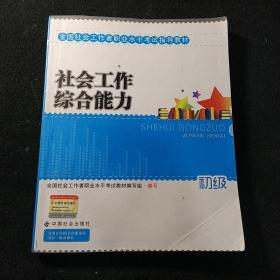 全国社会工作者职业水平考试指导教材
社会工作
综合能力
SHEHUI GONGZUO
ZONGHE NENGLI
初级
全国社会工作者职业水平考试教材编写组·编写
中国社会出版社